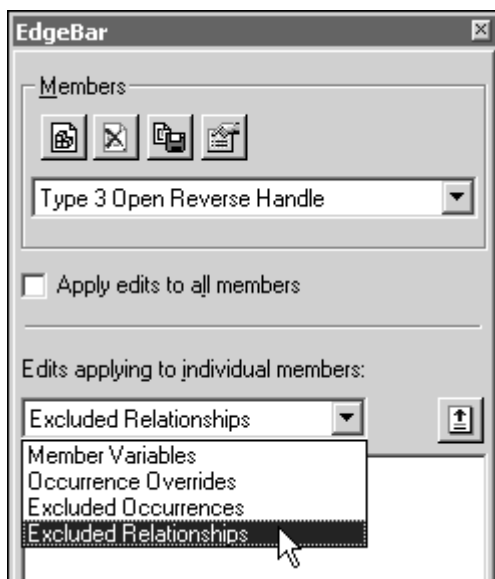 EdgeBar
Members
Type 3 Open Reverse Handle
Apply edits to all members
Edits applying to individual members:
Excluded Relationships
Member Variables
Occurrence Overrides
Excluded Occurrences
Excluded Relationships